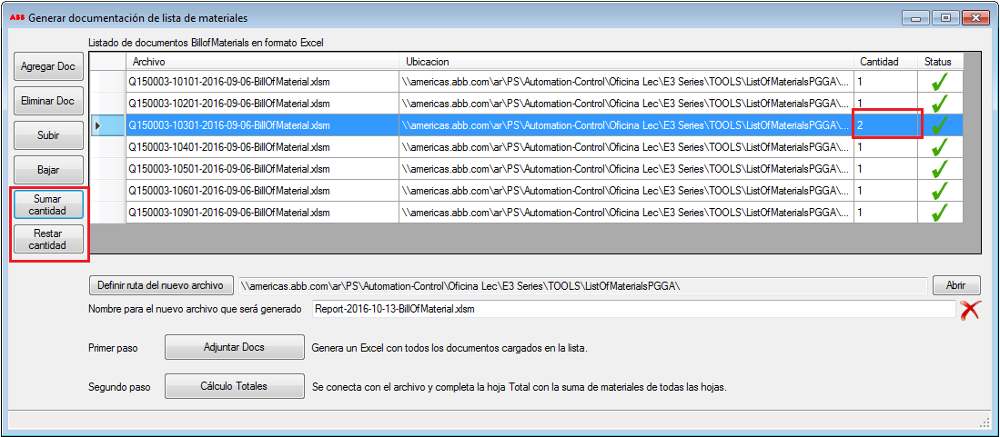 ABB Generar documentación de lista de materiales
Listado de documentos BillofMaterials en formato Excel
Agregar Doc
Eliminar Doc
Subir
Bajar
Sumar
cantidad
Restar
cantidad
Archivo Ubicacion Cantidad Status
Q150003-10101-2016-09-06-BillOfMaterial.xlsm \\americas.abb.com\ar\PS\Automation-Control\Oficina Lec\E3 Series\TOOLS\ListOfMaterialsPGGA\... 1
Q150003-10201-2016-09-06-BillOfMaterial.xlsm \\americas.abb.com\ar\PS\Automation-Control\Oficina Lec\E3 Series\TOOLS\ListOfMaterialsPGGA\... 1
Q150003-10301-2016-09-06-BillOfMaterial.xlsm \\americas.abb.com\ar\PS\Automation-Control\Oficina Lec\E3 Series\TOOLS\ListOfMaterialsPGGA\... 2
Q150003-10401-2016-09-06-BillOfMaterial.xlsm \\americas.abb.com\ar\PS\Automation-Control\Oficina Lec\E3 Series\TOOLS\ListOfMaterialsPGGA\... 1
Q150003-10501-2016-09-06-BillOfMaterial.xlsm \\americas.abb.com\ar\PS\Automation-Control\Oficina Lec\E3 Series\TOOLS\ListOfMaterialsPGGA\... 1
Q150003-10601-2016-09-06-BillOfMaterial.xlsm \\americas.abb.com\ar\PS\Automation-Control\Oficina Lec\E3 Series\TOOLS\ListOfMaterialsPGGA\... 1
Q150003-10901-2016-09-06-BillOfMaterial.xlsm \\americas.abb.com\ar\PS\Automation-Control\Oficina Lec\E3 Series\TOOLS\ListOfMaterialsPGGA\... 1
Definir ruta del nuevo archivo \\americas.abb.com\ar\PS\Automation-Control\Oficina Lec\E3 Series\TOOLS\ListOfMaterialsPGGA\ Abrir
Nombre para el nuevo archivo que será generado Report-2016-10-13-BillOfMaterial.xlsm
Primer paso Adjuntar Docs Genera un Excel con todos los documentos cargados en la lista.
Segundo paso Cálculo Totales Se conecta con el archivo y completa la hoja Total con la suma de materiales de todas las hojas.